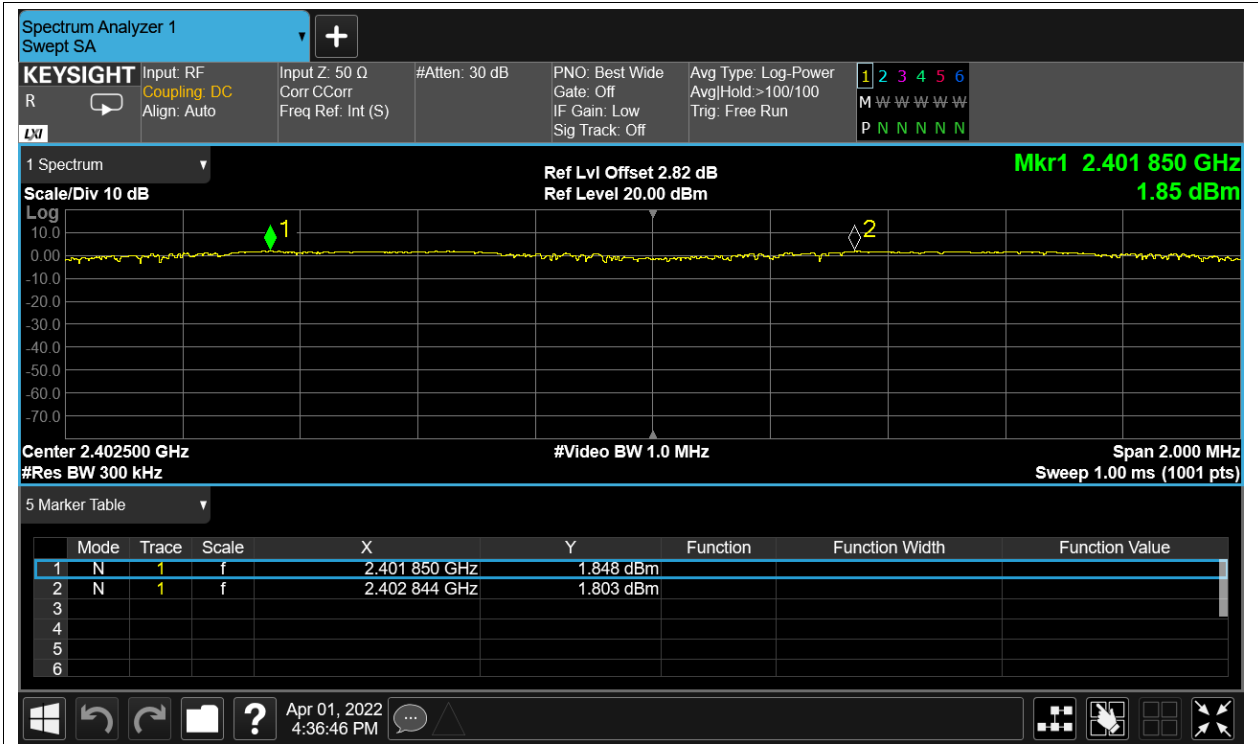 Spectrum Analyzer 1
Swept SA
+
KEYSIGHT Input: RF Input Z: 50 Ω #Atten: 30 dB PNO: Best Wide Avg Type: Log-Power 1 2 3 4 5 6
R Coupling: DC Corr CCorr Gate: Off Avg|Hold:>100/100 M W W W W W
Align: Auto Freq Ref: Int (S) IF Gain: Low Trig: Free Run
LXI Sig Track: Off P N N N N N
1 Spectrum Ref Lvl Offset 2.82 dB Mkr1 2.401 850 GHz
Scale/Div 10 dB Ref Level 20.00 dBm 1.85 dBm
Log
10.0 1 2
0.00
-10.0
-20.0
-30.0
-40.0
-50.0
-60.0
-70.0
Center 2.402500 GHz #Video BW 1.0 MHz Span 2.000 MHz
#Res BW 300 kHz Sweep 1.00 ms (1001 pts)
5 Marker Table
Mode Trace Scale X Y Function Function Width Function Value
1 N 1 f 2.401 850 GHz 1.848 dBm
2 N 1 f 2.402 844 GHz 1.803 dBm
3
4
5
6
? Apr 01, 2022
4:36:46 PM